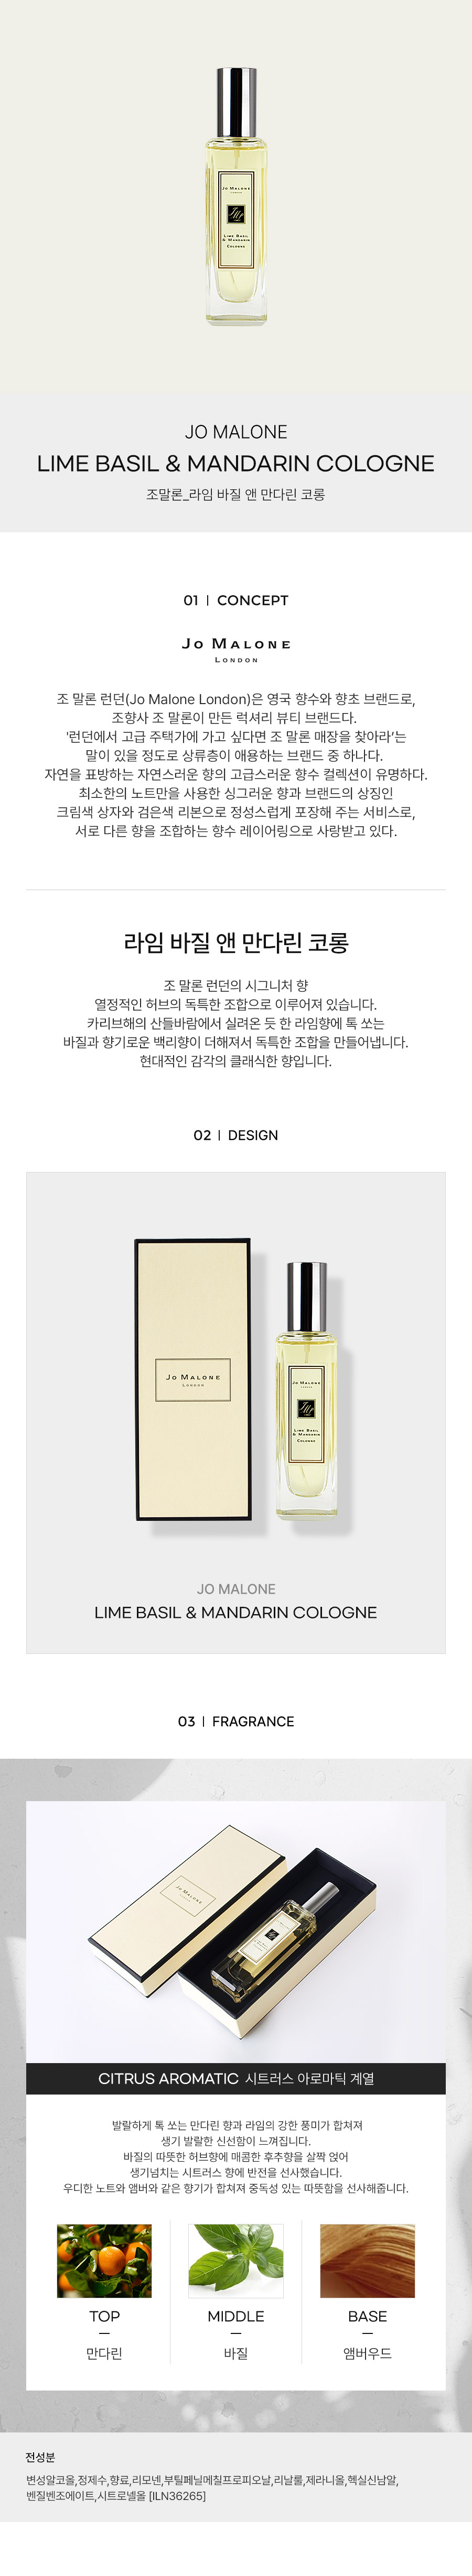 JO MALONE
LONDON
LIME BASIL
& MANDARIN
COLOGNE
JO MALONE
LIME BASIL & MANDARIN COLOGNE
조말론_라임 바질 앤 만다린 코롱
01 | CONCEPT
JO MALONE
LONDON
조 말론 런던(Jo Malone London)은 영국 향수와 향초 브랜드로,
조향사 조 말론이 만든 럭셔리 뷰티 브랜드다.
'런던에서 고급 주택가에 가고 싶다면 조 말론 매장을 찾아라'는
말이 있을 정도로 상류층이 애용하는 브랜드 중 하나다.
자연을 표방하는 자연스러운 향의 고급스러운 향수 컬렉션이 유명하다.
최소한의 노트만을 사용한 싱그러운 향과 브랜드의 상징인
크림색 상자와 검은색 리본으로 정성스럽게 포장해 주는 서비스로,
서로 다른 향을 조합하는 향수 레이어링으로 사랑받고 있다.
라임 바질 앤 만다린 코롱
조 말론 런던의 시그니처 향
열정적인 허브의 독특한 조합으로 이루어져 있습니다.
카리브해의 산들바람에서 실려온 듯 한 라임향에 톡 쏘는
바질과 향기로운 백리향이 더해져서 독특한 조합을 만들어냅니다.
현대적인 감각의 클래식한 향입니다.
02 | DESIGN
JO MALONE
LONDON
JO MALONE
LONDON
LIME BASIL
& MANDARIN
COLOGNE
JO MALONE
LIME BASIL & MANDARIN COLOGNE
03 | FRAGRANCE
JO MALONE
CITRUS AROMATIC 시트러스 아로마틱 계열
발랄하게 톡 쏘는 만다린 향과 라임의 강한 풍미가 합쳐져
생기 발랄한 신선함이 느껴집니다.
바질의 따뜻한 허브향에 매콤한 후추향을 살짝 얹어
생기넘치는 시트러스 향에 반전을 선사했습니다.
우디한 노트와 앰버와 같은 향기가 합쳐져 중독성 있는 따뜻함을 선사해줍니다.
TOP
만다린
MIDDLE
바질
BASE
앰버우드
전성분
변성알코올,정제수,향료,리모넨,부틸페닐메칠프로피오날,리날룰,제라니올,헥실신남알,
벤질벤조에이트,시트로넬올 [ILN36265]